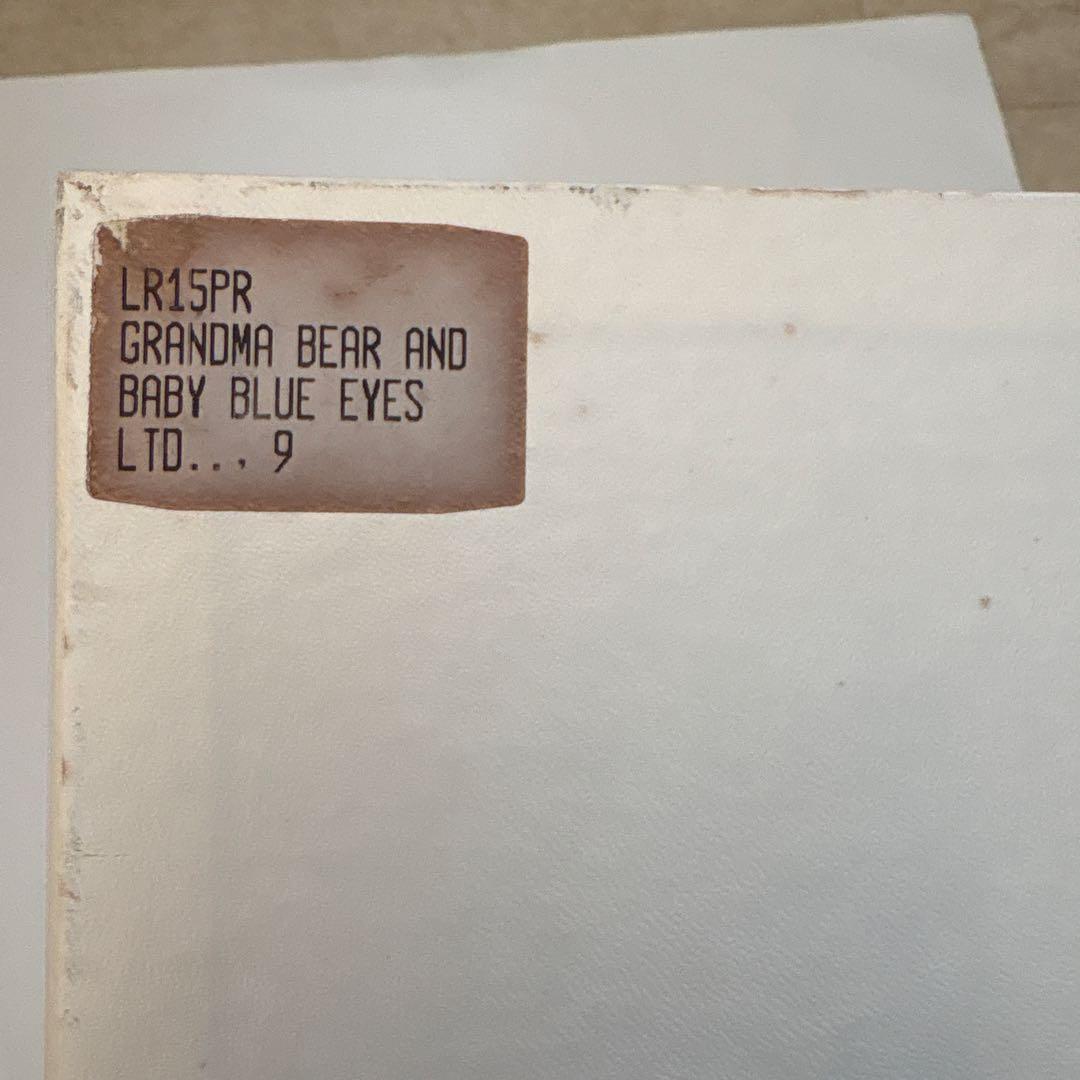 LR15PR
GRANDMA BEAR AND
BABY BLUE EYES
LTD... 9